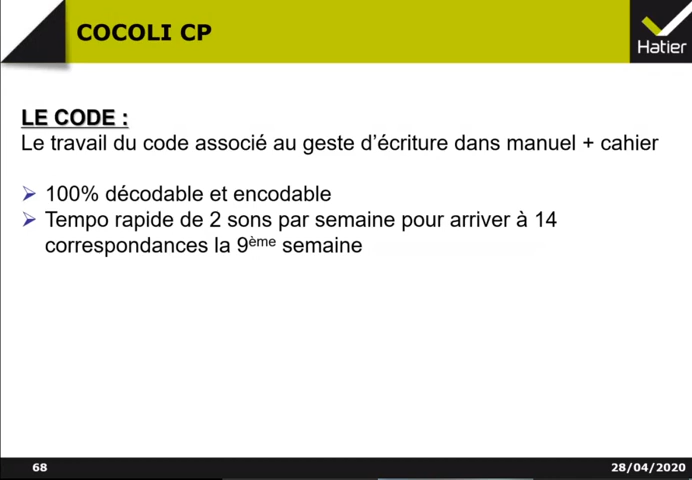 COCOLI CP
Hatier
LE CODE :
Le travail du code associé au geste d'écriture dans manuel + cahier
➢ 100% décodable et encodable
➢ Tempo rapide de 2 sons par semaine pour arriver à 14
correspondances la 9ème semaine
68
28/04/2020